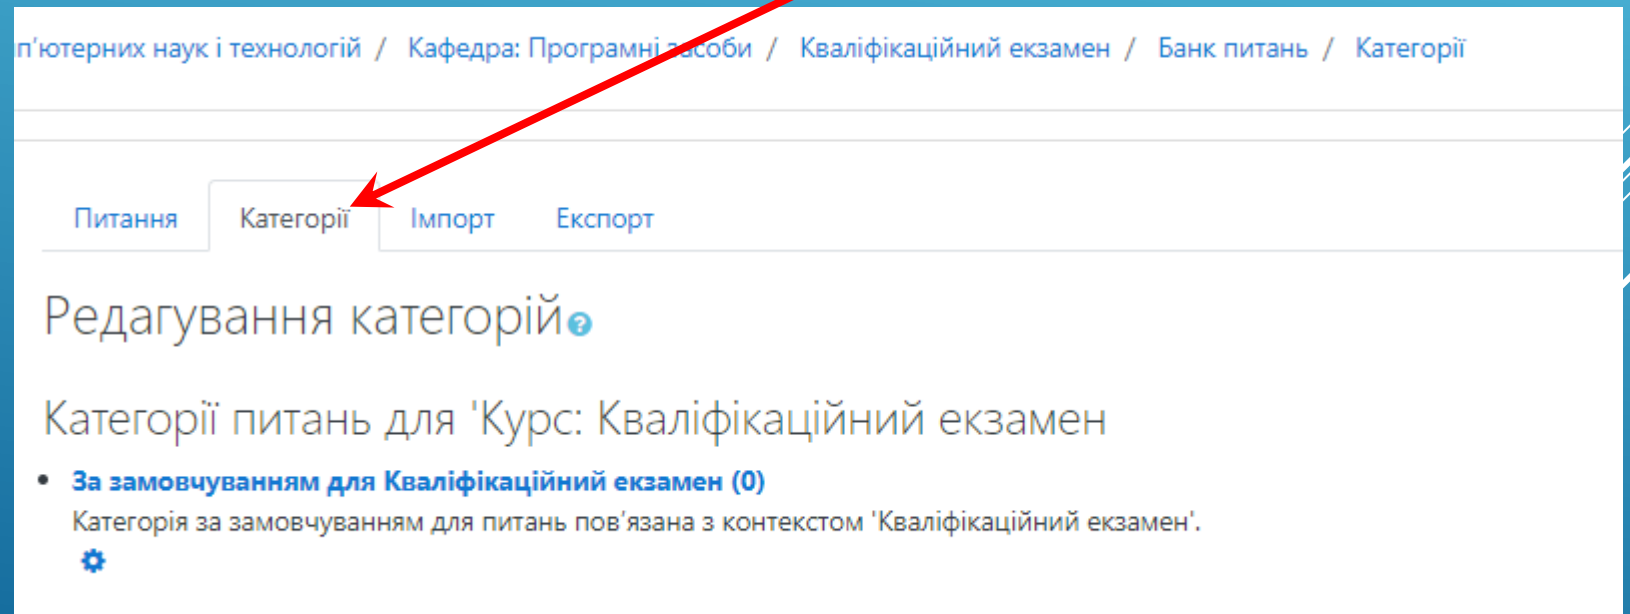 п'ютерних наук і технологій / Кафедра: Програмні засоби / Кваліфікаційний екзамен / Банк питань / Категорії
Питання Категорії Імпорт Експорт
Редагування категорій
Категорії питань для 'Курс: Кваліфікаційний екзамен
• За замовчуванням для Кваліфікаційний екзамен (0)
Категорія за замовчуванням для питань пов'язана з контекстом 'Кваліфікаційний екзамен'.